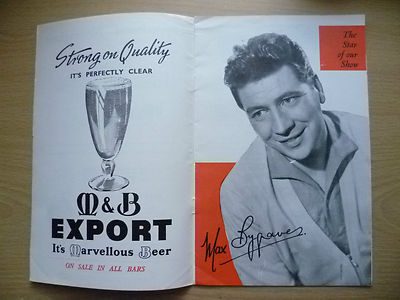 Strong on Quality
IT'S PERFECTLY CLEAR
M&B
EXPORT
It's Marvellous Beer
ON SALE IN ALL BARS
The
Star
of our
Show
Max Bygraves